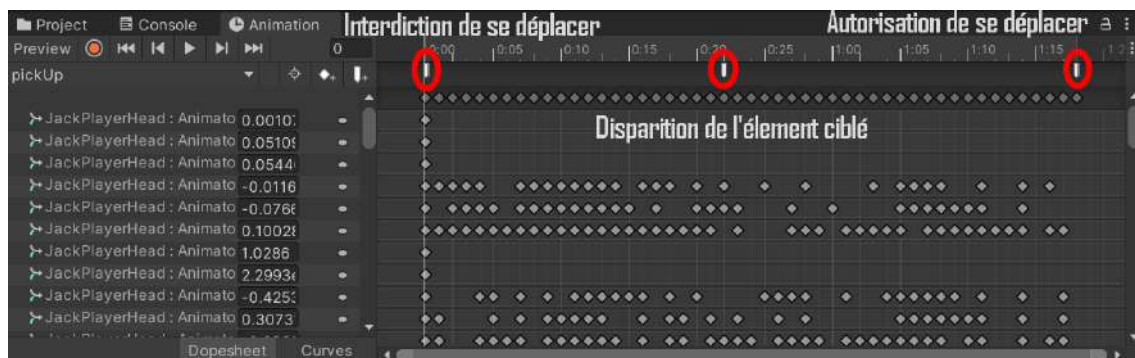 Project Console Animation Interdiction de se déplacer Autorisation de se déplacer
Preview 0 0:00 0:05 0:10 0:15 0:20 0:25 1:00 1:05 1:10 1:15
pickUp
JackPlayerHead : Animato 0.0010
JackPlayerHead : Animato 0.0510 Disparition de l'élement ciblé
JackPlayerHead : Animato 0.0544
JackPlayerHead : Animato -0.0116
JackPlayerHead : Animato -0.076
JackPlayerHead : Animato 0.1002
JackPlayerHead : Animato 1.0286
JackPlayerHead : Animato 2.2993
JackPlayerHead : Animato -0.425
JackPlayerHead : Animato 0.3073
Dopesheet Curves